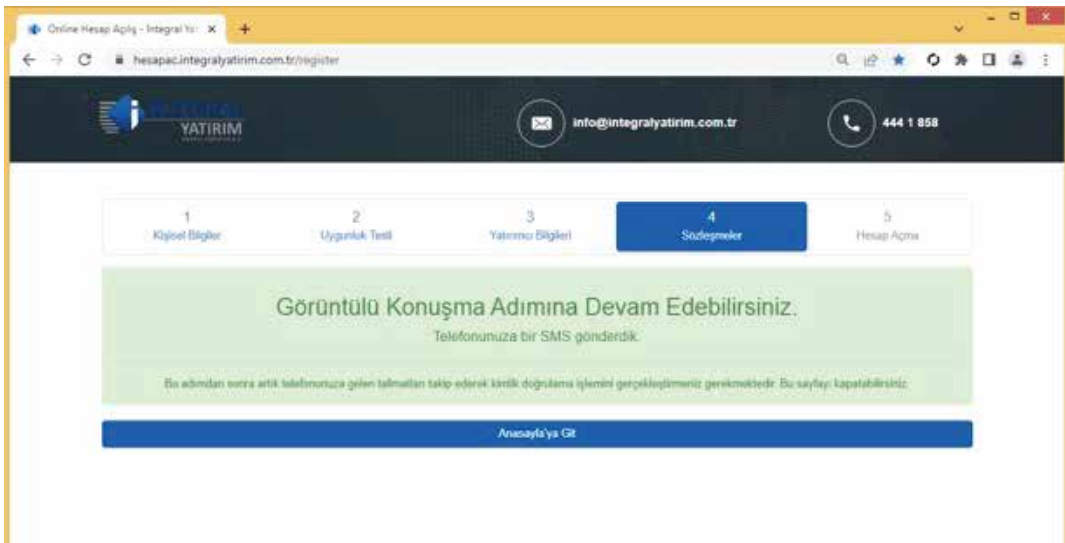 Online Hesap Açılış - Integral Ya
hesapac.integralyatirim.com.tr/register
INTEGRAL
YATIRIM
info@integralyatirim.com.tr
444 1 858
1
Kişisel Bilgiler
2
Uygunluk Testi
3
Yatırımcı Bilgileri
4
Sözleşmeler
5
Hesap Açma
Görüntülü Konuşma Adımına Devam Edebilirsiniz.
Telefonunuza bir SMS gönderdik.
Bu adımdan sonra artık telefonunuza gelen talimatları takip ederek kimlik doğrulama işlemini gerçekleştirmeniz gerekmektedir. Bu sayfayı kapatabilirsiniz.
Anasayfa'ya Git